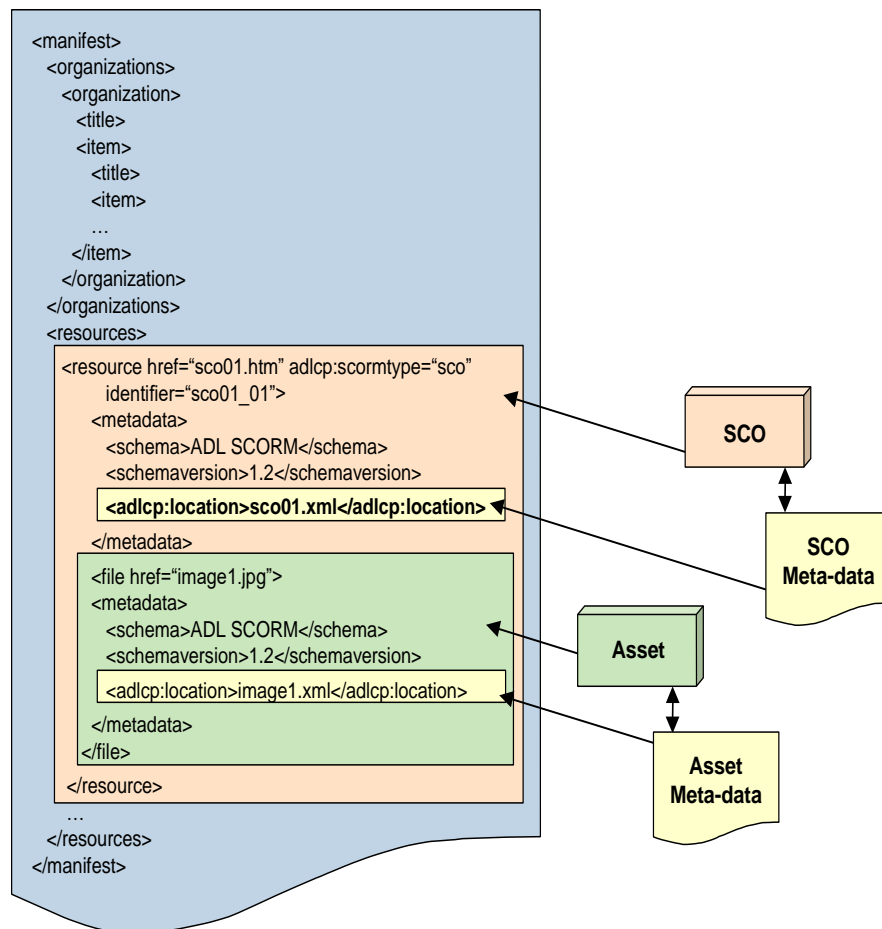 <manifest>
<organizations>
<organization>
<title>
<item>
<title>
<item>
…
</item>
</organization>
</organizations>
<resources>
<resource href=“sco01.htm” adlcp:scormtype=“sco”
identifier=“sco01_01”>
<metadata>
<schema>ADL SCORM</schema>
<schemaversion>1.2</schemaversion>
<adlcp:location>sco01.xml</adlcp:location>
</metadata>
<file href=“image1.jpg”>
<metadata>
<schema>ADL SCORM</schema>
<schemaversion>1.2</schemaversion>
<adlcp:location>image1.xml</adlcp:location>
</metadata>
</file>
</resource>
…
</resources>
</manifest>
SCO
SCO
Meta-data
Asset
Asset
Meta-data